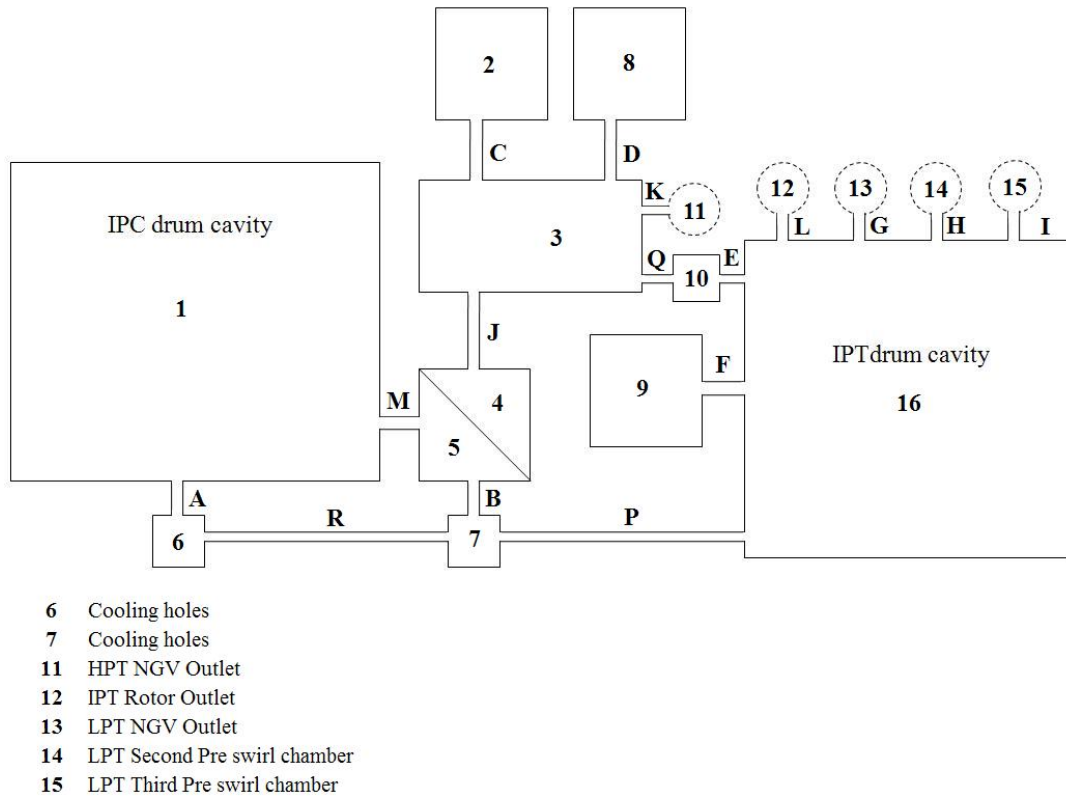 2
8
C
D
K
11
12
13
14
15
L
G
H
I
IPC drum cavity
3
Q
E
10
1
J
IPTdrum cavity
F
9
16
M
4
5
A
B
R
P
6
7
6 Cooling holes
7 Cooling holes
11 HPT NGV Outlet
12 IPT Rotor Outlet
13 LPT NGV Outlet
14 LPT Second Pre swirl chamber
15 LPT Third Pre swirl chamber